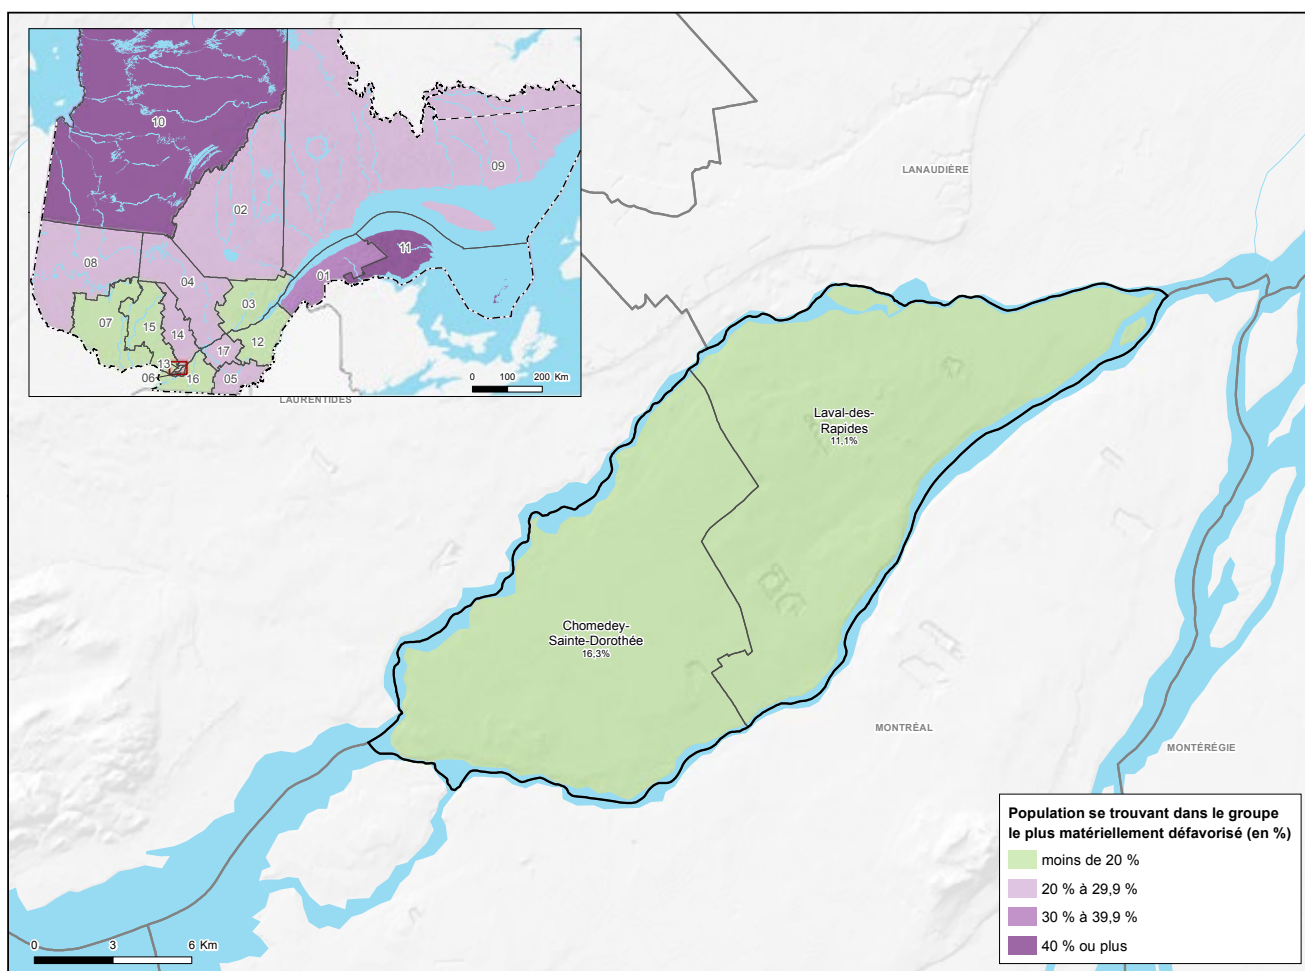 10
09
02
11
08
01
04
03
07
15
14
12
17
13
06
16
05
0 100 200 Km
LAURENTIDES
LANAUDIÈRE
Laval-des-
Rapides
11,1%
Chomedey-
Sainte-Dorothée
16,3%
MONTRÉAL
MONTÉRÉGIE
Population se trouvant dans le groupe
le plus matériellement défavorisé (en %)
moins de 20 %
20 % à 29,9 %
30 % à 39,9 %
40 % ou plus
0 3 6 Km